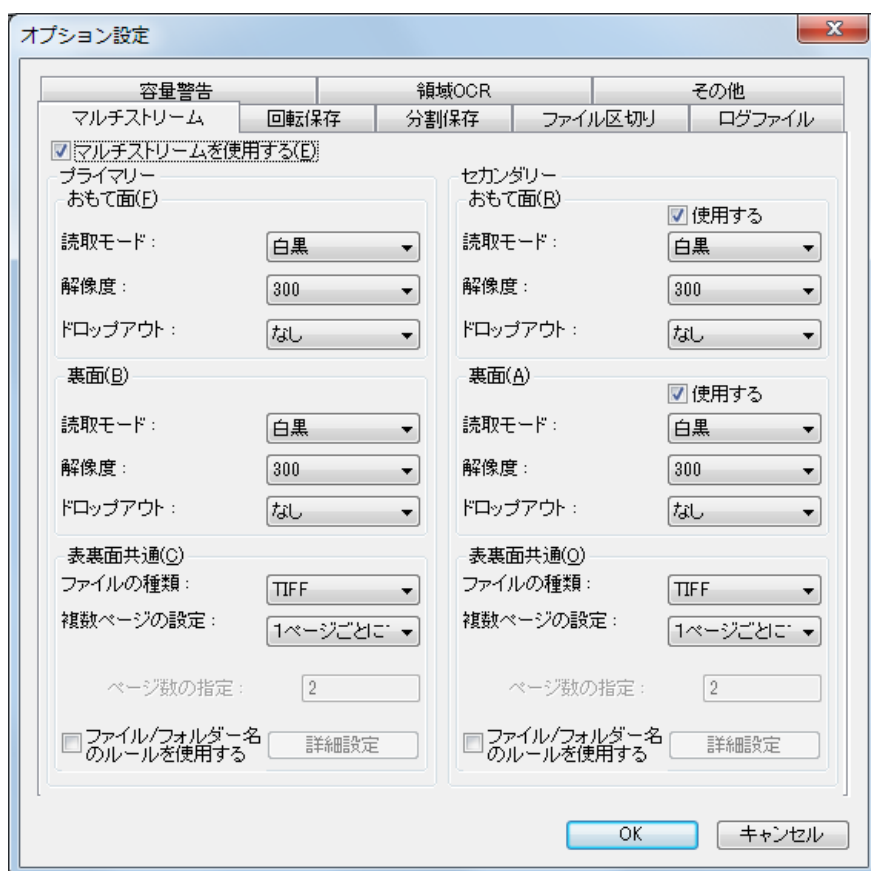 オプション設定
容量警告 領域OCR その他
マルチストリーム 回転保存 分割保存 ファイル区切り ログファイル
マルチストリームを使用する(E)
プライマリー
おもて面(F)
読取モード： 白黒
解像度： 300
ドロップアウト： なし
裏面(B)
読取モード： 白黒
解像度： 300
ドロップアウト： なし
表裏面共通(C)
ファイルの種類： TIFF
複数ページの設定： 1ページごとに
ページ数の指定： 2
ファイル/フォルダー名
のルールを使用する 詳細設定
セカンダリー
おもて面(R)
使用する
読取モード： 白黒
解像度： 300
ドロップアウト： なし
裏面(A)
使用する
読取モード： 白黒
解像度： 300
ドロップアウト： なし
表裏面共通(O)
ファイルの種類： TIFF
複数ページの設定： 1ページごとに
ページ数の指定： 2
ファイル/フォルダー名
のルールを使用する 詳細設定
OK キャンセル